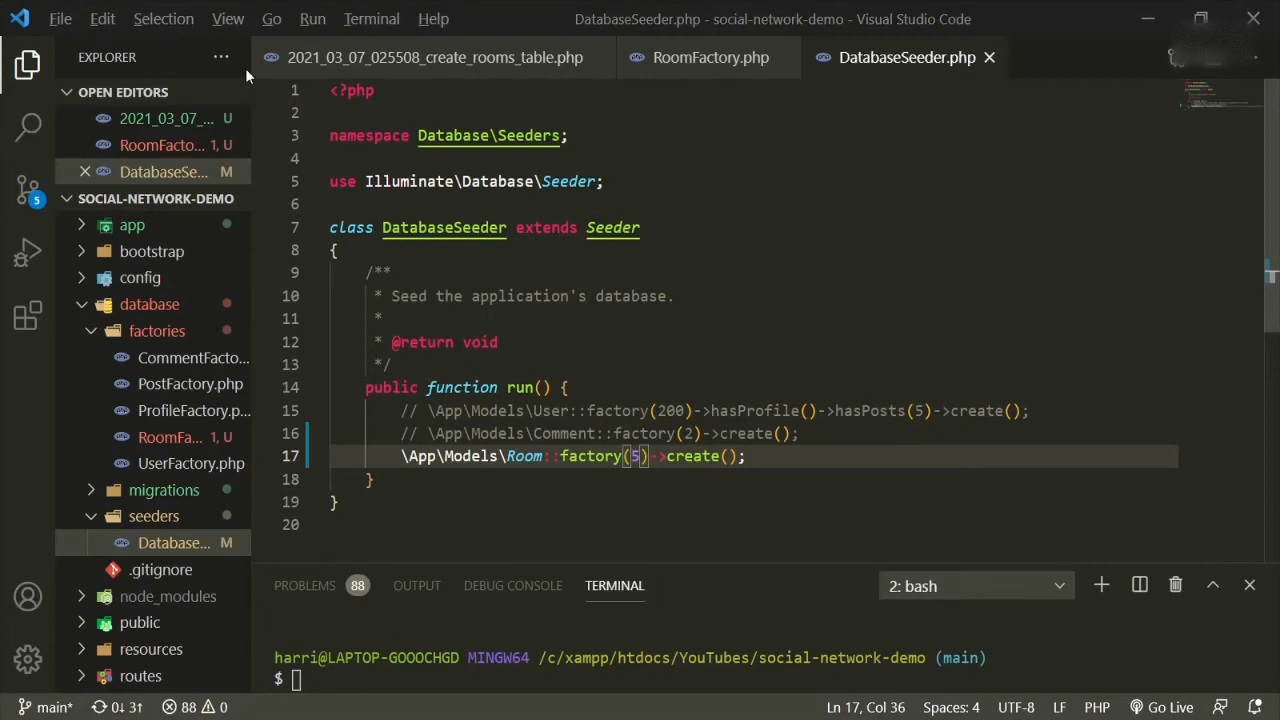 File Edit Selection View Go Run Terminal Help DatabaseSeeder.php - social-network-demo - Visual Studio Code
EXPLORER ···
2021_03_07_025508_create_rooms_table.php RoomFactory.php DatabaseSeeder.php
OPEN EDITORS
2021_03_07_... U
RoomFacto... 1, U
DatabaseSe... M
SOCIAL-NETWORK-DEMO
app
bootstrap
config
database
factories
CommentFacto...
PostFactory.php
ProfileFactory.p...
RoomFa... 1, U
UserFactory.php
migrations
seeders
Database... M
.gitignore
node_modules
public
resources
routes
5
1 <?php
2
3 namespace Database\Seeders;
4
5 use Illuminate\Database\Seeder;
6
7 class DatabaseSeeder extends Seeder
8 {
9 /**
10 * Seed the application's database.
11 *
12 * @return void
13 */
14 public function run() {
15 // \App\Models\User::factory(200)->hasProfile()->hasPosts(5)->create();
16 // \App\Models\Comment::factory(2)->create();
17 \App\Models\Room::factory(5)->create();
18 }
19 }
20
PROBLEMS 88 OUTPUT DEBUG CONSOLE TERMINAL 2: bash
harri@LAPTOP-GOOOCHGD MINGW64 /c/xampp/htdocs/YouTubes/social-network-demo (main)
$
main* 0↓ 3↑ 88 0 Ln 17, Col 36 Spaces: 4 UTF-8 LF PHP Go Live